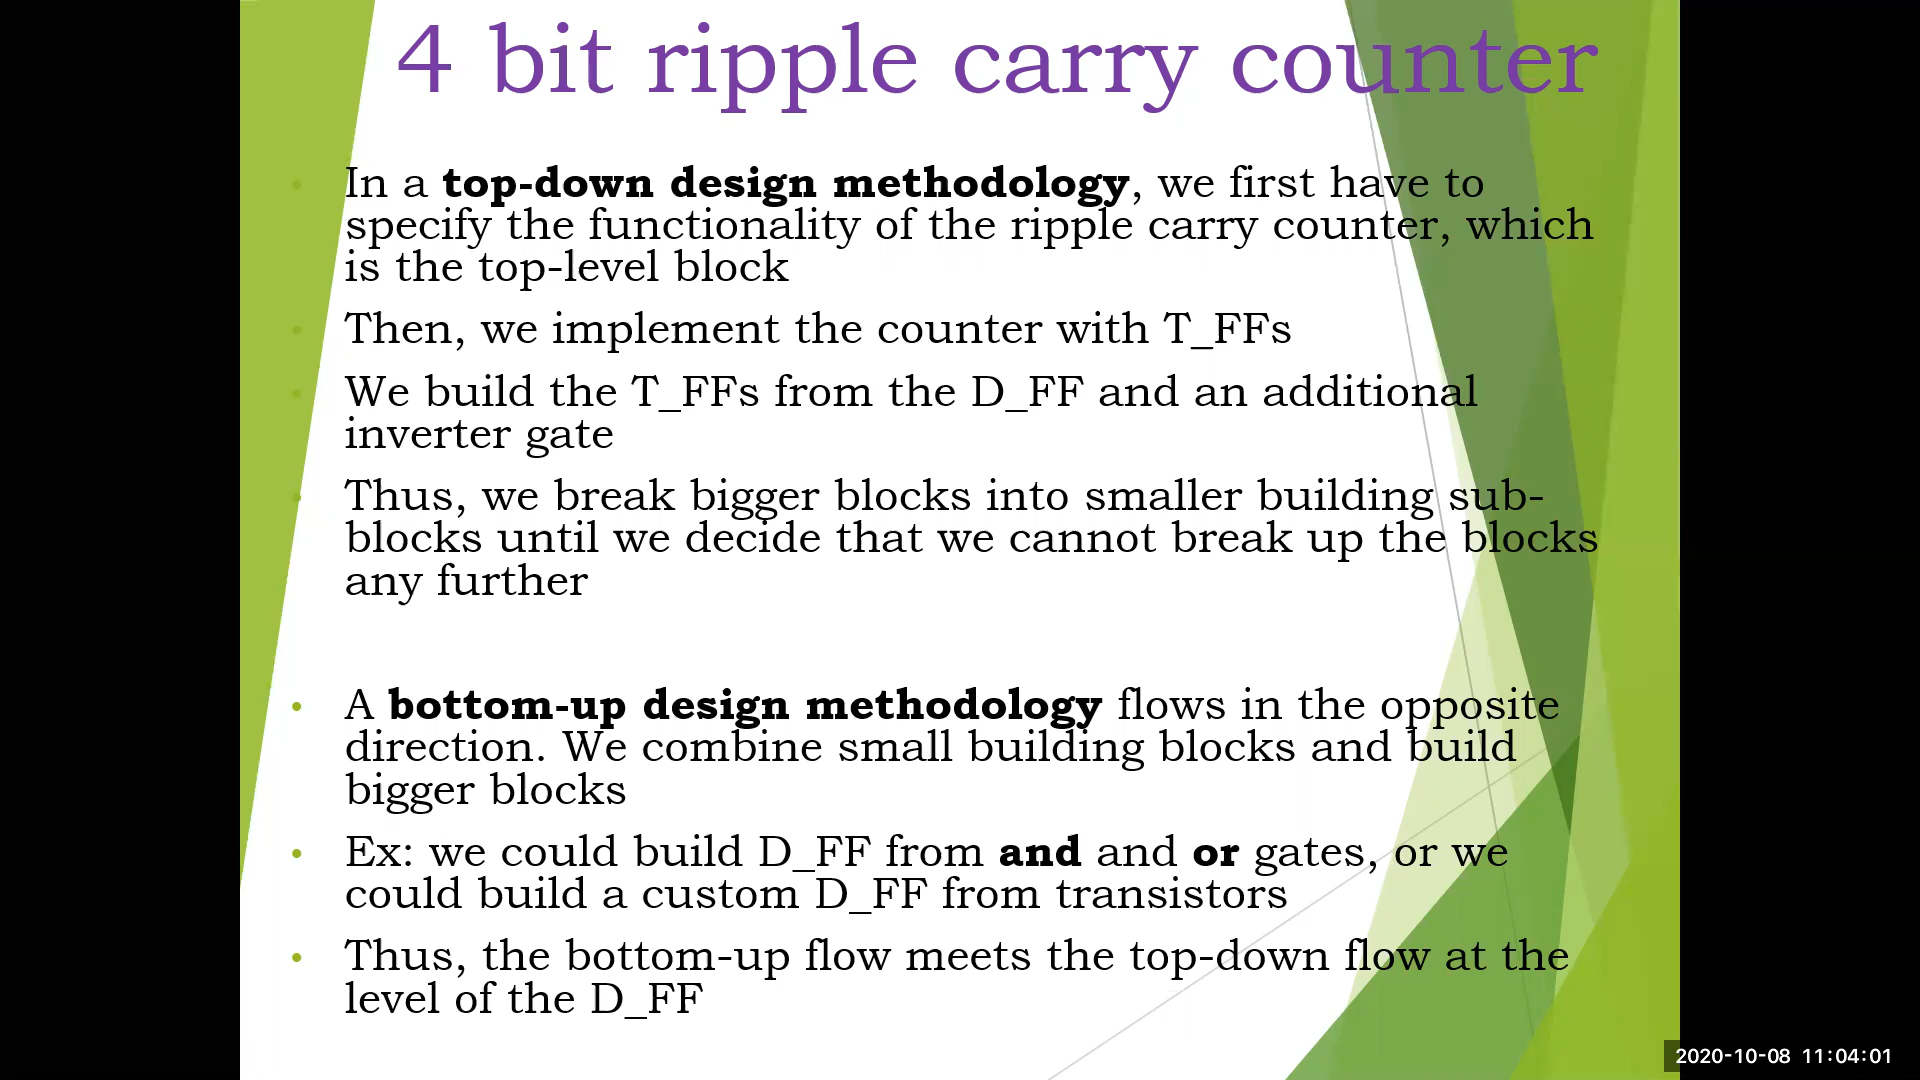 4 bit ripple carry counter
• In a top-down design methodology, we first have to
specify the functionality of the ripple carry counter, which
is the top-level block
• Then, we implement the counter with T_FFs
• We build the T_FFs from the D_FF and an additional
inverter gate
• Thus, we break bigger blocks into smaller building sub-
blocks until we decide that we cannot break up the blocks
any further
• A bottom-up design methodology flows in the opposite
direction. We combine small building blocks and build
bigger blocks
• Ex: we could build D_FF from and and or gates, or we
could build a custom D_FF from transistors
• Thus, the bottom-up flow meets the top-down flow at the
level of the D_FF
2020-10-08 11:04:01